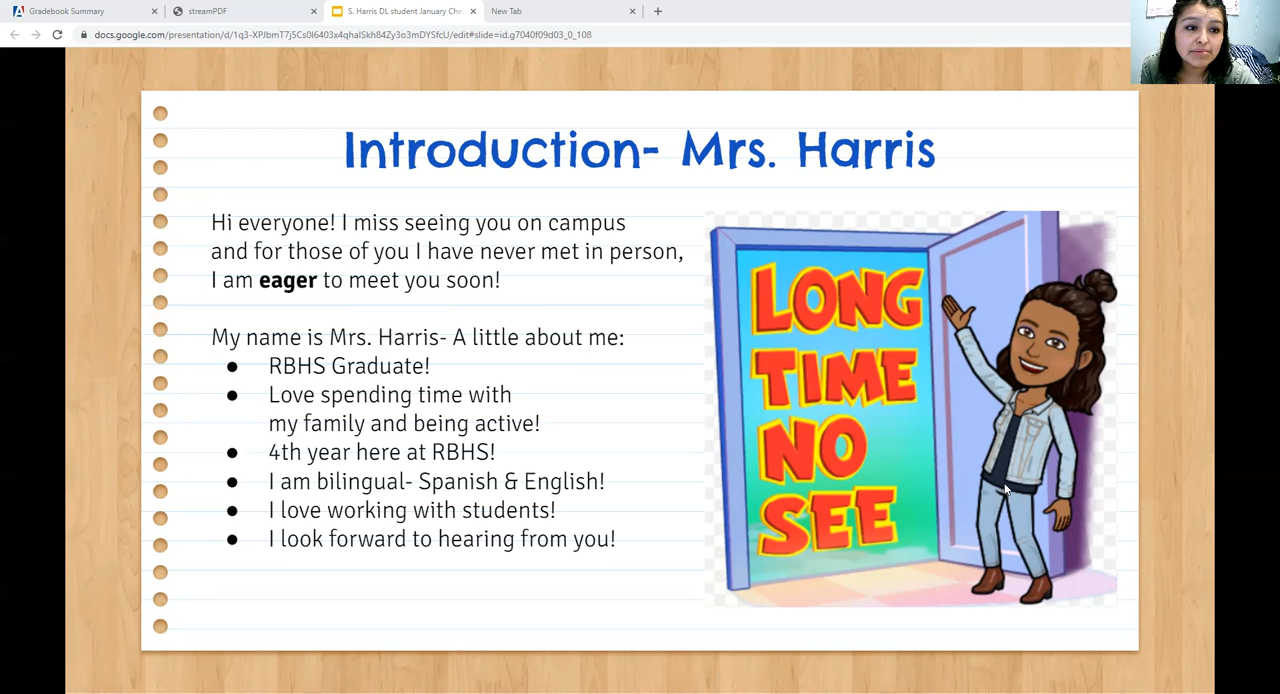 Gradebook Summary
streamPDF
S. Harris DL student January Che
New Tab
docs.google.com/presentation/d/1q3-XPJbmT7j5Cs0I6403x4qhalSkh84Zy3o3mDYSfcU/edit#slide=id.g7040f09d03_0_108
Introduction- Mrs. Harris
Hi everyone! I miss seeing you on campus
and for those of you I have never met in person,
I am eager to meet you soon!
My name is Mrs. Harris- A little about me:
● RBHS Graduate!
● Love spending time with
my family and being active!
● 4th year here at RBHS!
● I am bilingual- Spanish & English!
● I love working with students!
● I look forward to hearing from you!
LONG
TIME
NO
SEE